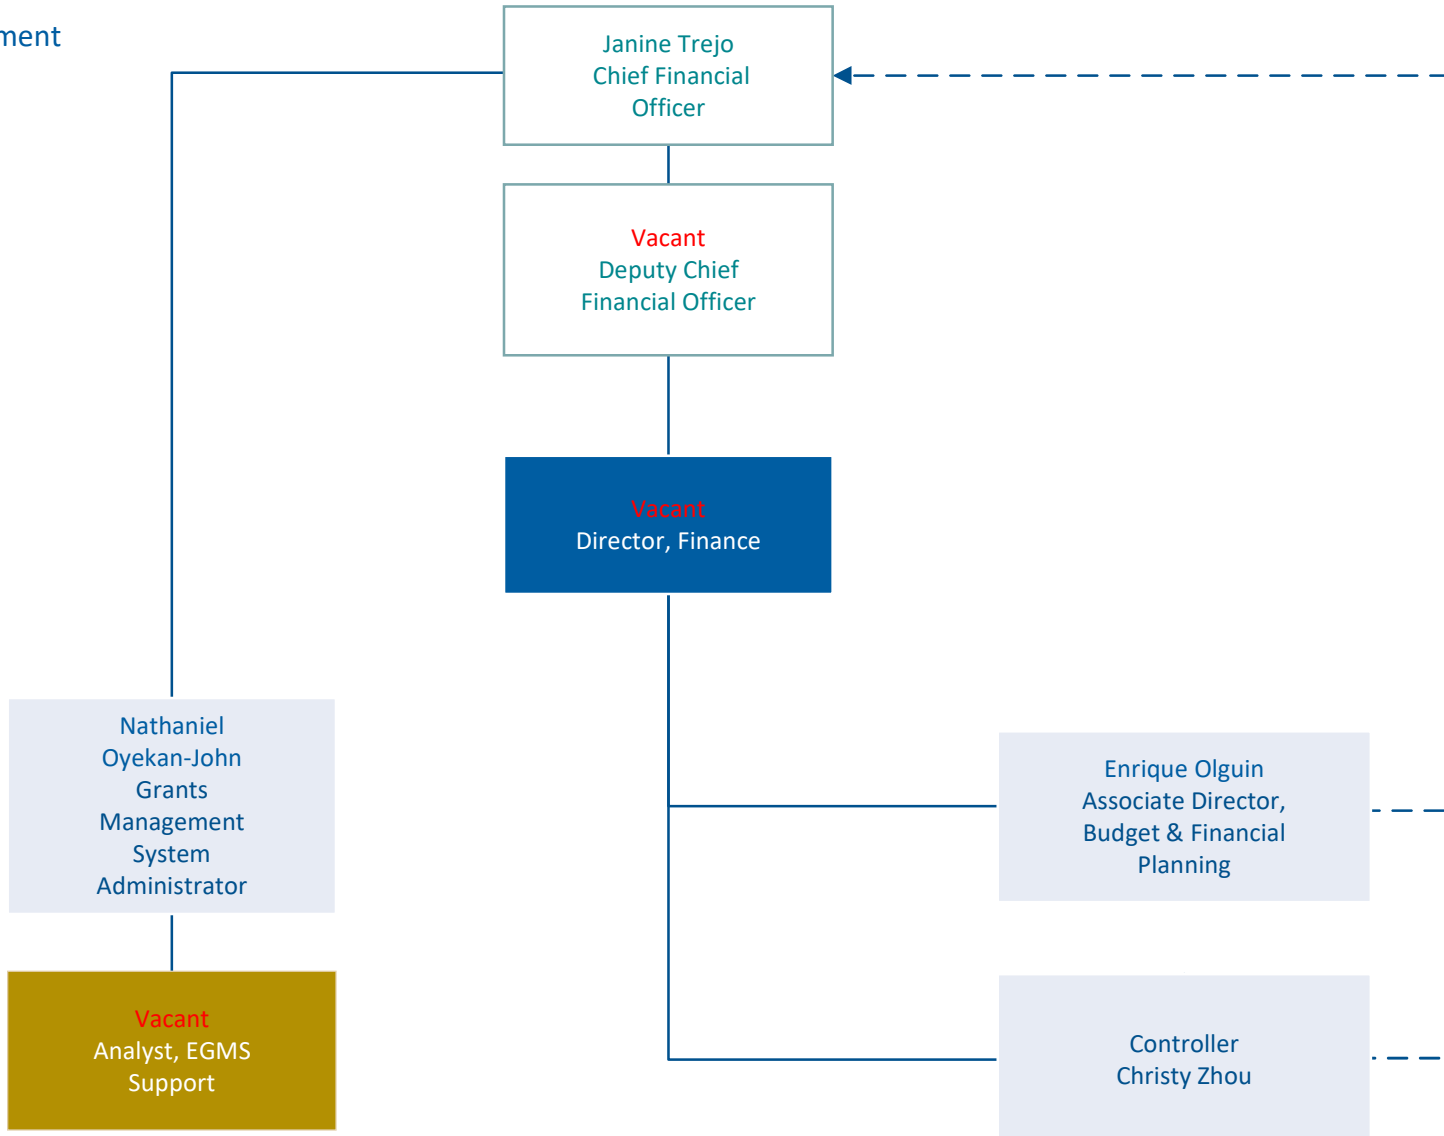 ment
Janine Trejo
Chief Financial
Officer
Vacant
Deputy Chief
Financial Officer
Vacant
Director, Finance
Nathaniel
Oyekan-John
Grants
Management
System
Administrator
Enrique Olguin
Associate Director,
Budget & Financial
Planning
Vacant
Analyst, EGMS
Support
Controller
Christy Zhou